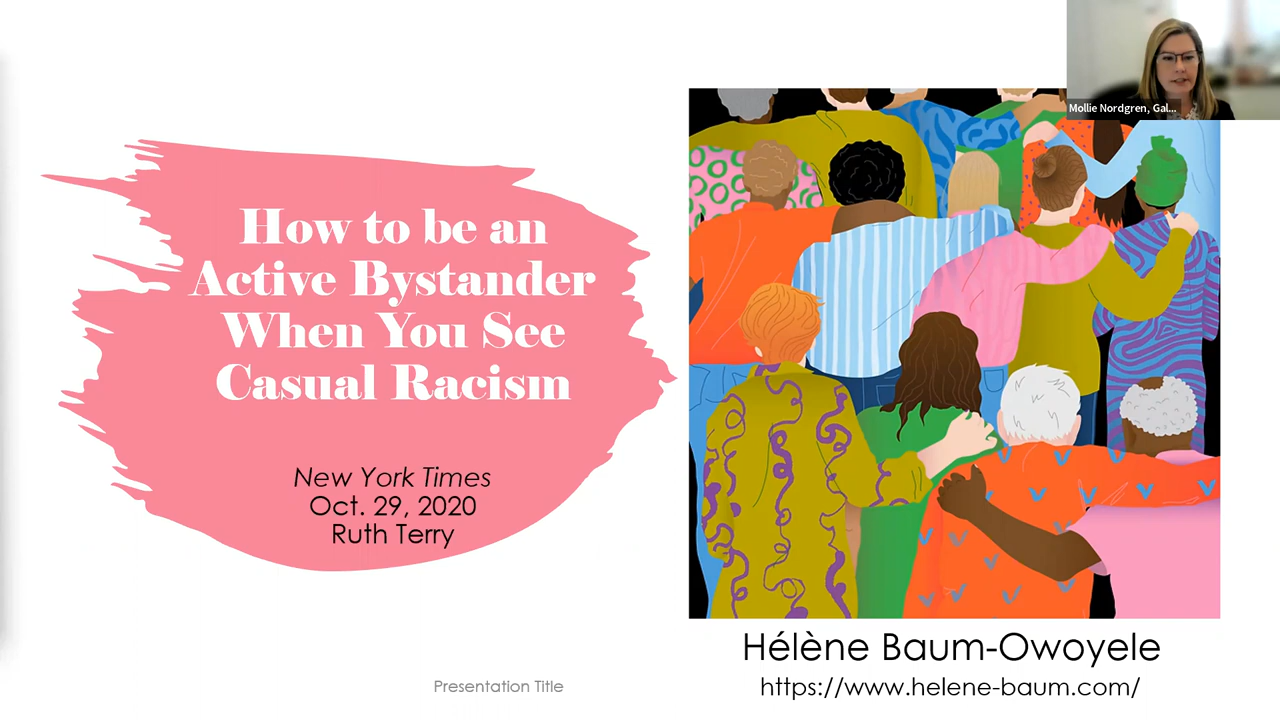 Mollie Nordgren, Gal...
How to be an
Active Bystander
When You See
Casual Racism
New York Times
Oct. 29, 2020
Ruth Terry
Hélène Baum-Owoyele
https://www.helene-baum.com/
Presentation Title